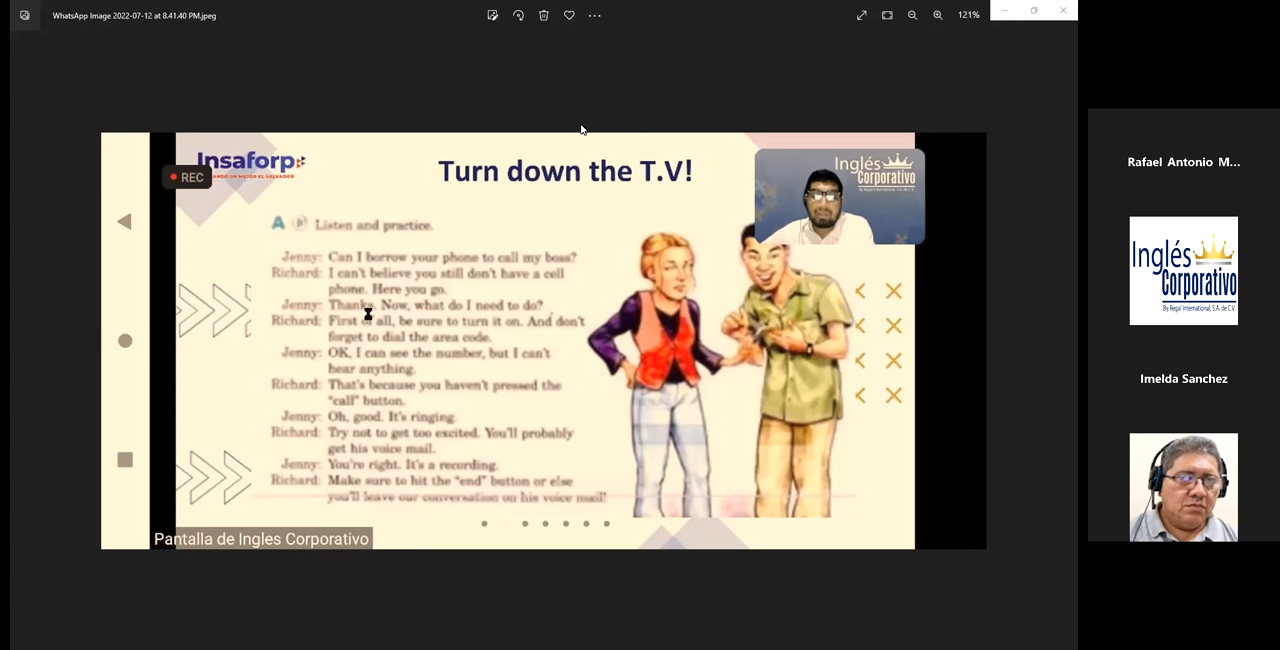 WhatsApp Image 2022-07-12 at 8.41.40 PM.jpeg
121%
Insaforp
REC
Turn down the T.V!
Inglés
Corporativo
A Listen and practice.
Jenny: Can I borrow your phone to call my boss?
Richard: I can't believe you still don't have a cell
phone. Here you go.
Jenny: Thanks. Now, what do I need to do?
Richard: First of all, be sure to turn it on. And don't
forget to dial the area code.
Jenny: OK, I can see the number, but I can't
hear anything.
Richard: That's because you haven't pressed the
"call" button.
Jenny: Oh, good. It's ringing.
Richard: Try not to get too excited. You'll probably
get his voice mail.
Jenny: You're right. It's a recording.
Richard: Make sure to hit the "end" button or else
you'll leave our conversation on his voice mail!
Pantalla de Ingles Corporativo
Rafael Antonio M...
Inglés
Corporativo
By Regal International, S.A. de C.V.
Imelda Sanchez